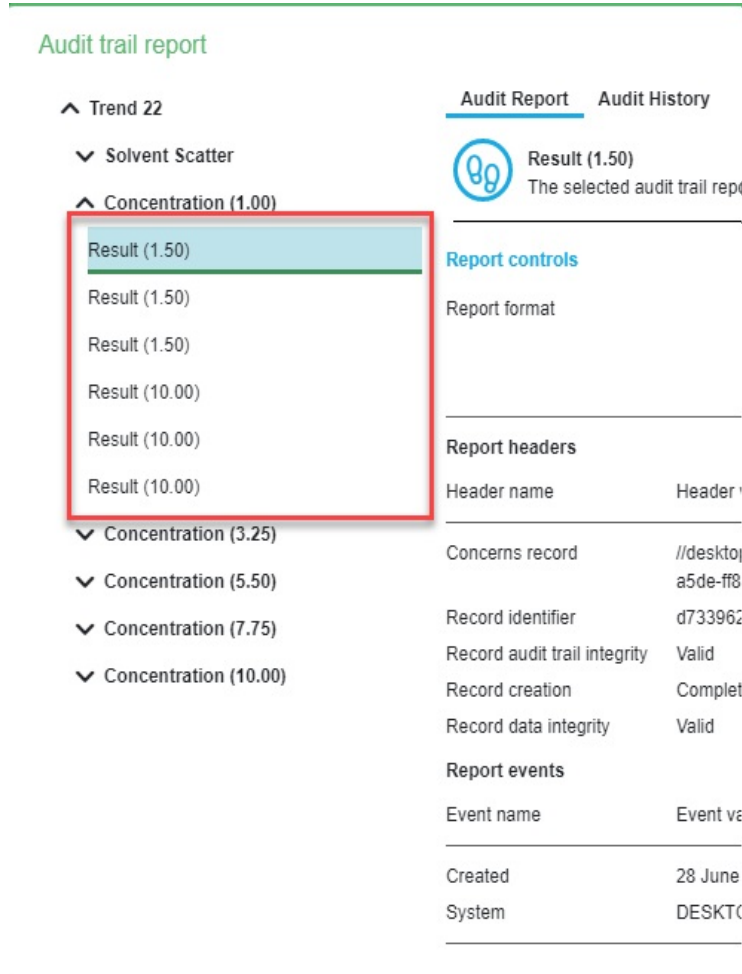 Audit trail report
Trend 22
Solvent Scatter
Concentration (1.00)
Result (1.50)
Result (1.50)
Result (1.50)
Result (10.00)
Result (10.00)
Result (10.00)
Concentration (3.25)
Concentration (5.50)
Concentration (7.75)
Concentration (10.00)
Audit Report Audit History
Result (1.50)
The selected audit trail repo
Report controls
Report format
Report headers
Header name Header
Concerns record //desktop
a5de-ff8
Record identifier d733962
Record audit trail integrity Valid
Record creation Complet
Record data integrity Valid
Report events
Event name Event va
Created 28 June
System DESKTO